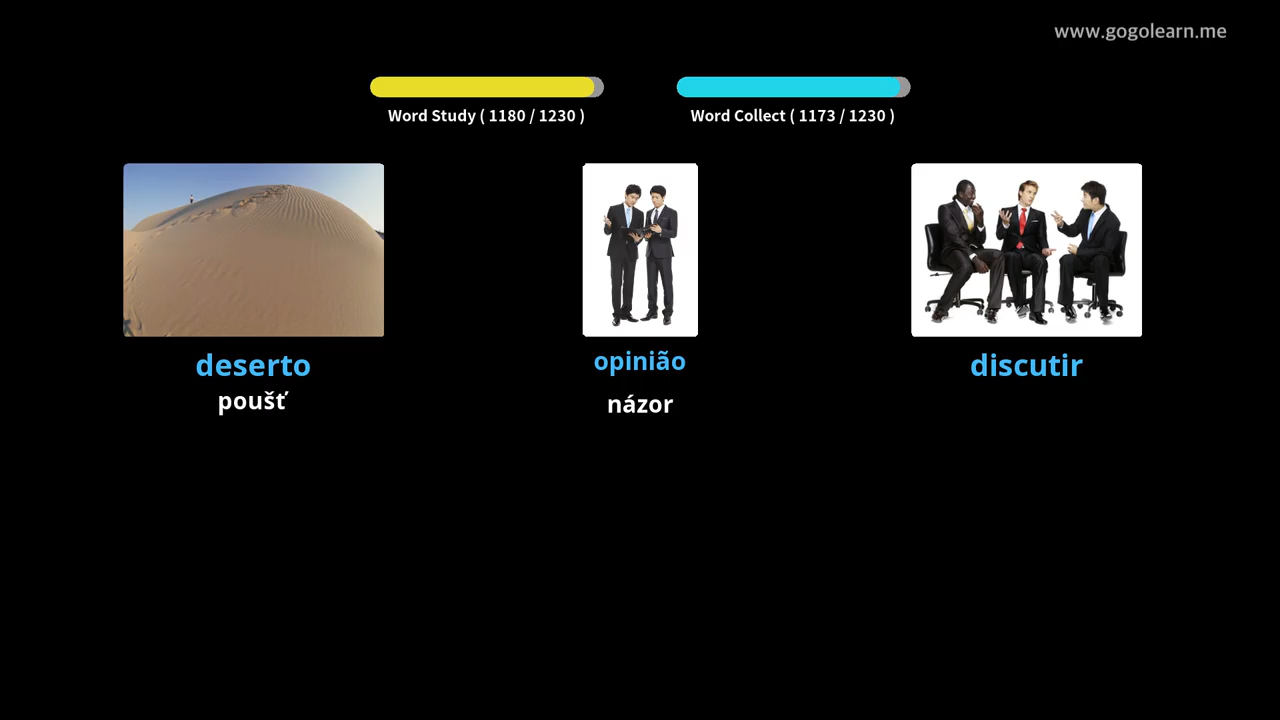 www.gogolearn.me
Word Study ( 1180 / 1230 )
Word Collect ( 1173 / 1230 )
deserto
poušť
opinião
názor
discutir